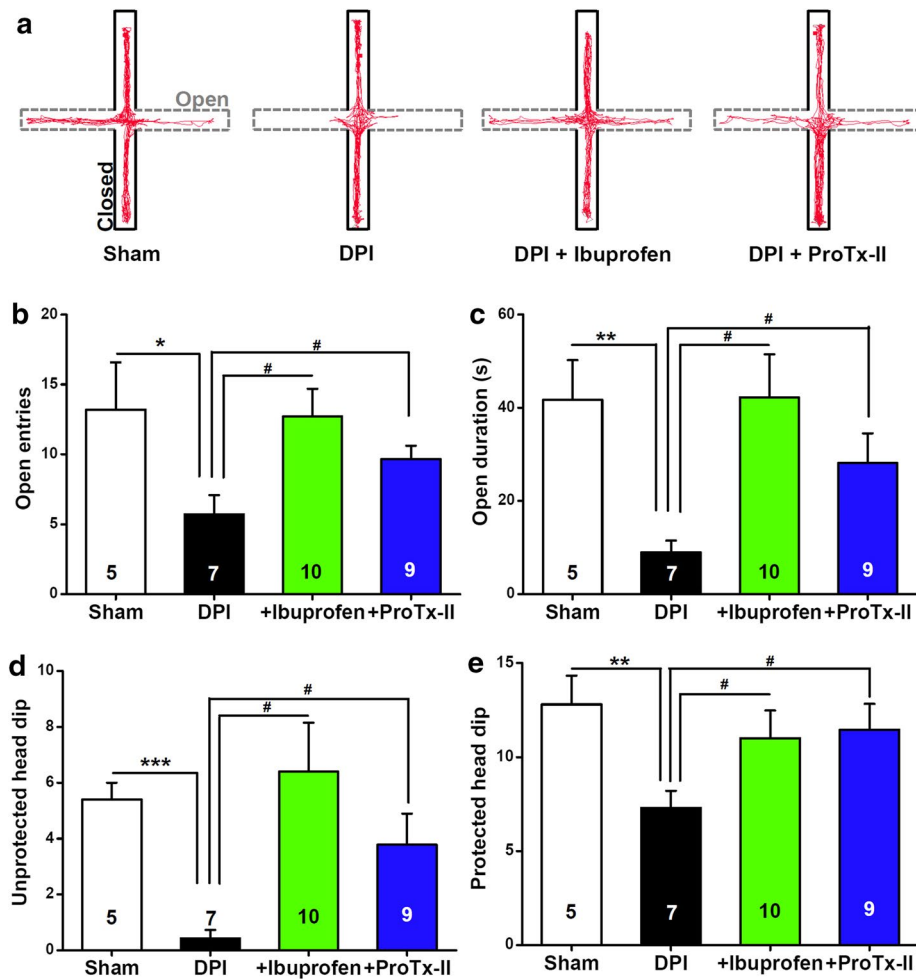 a
Open
Closed
Sham
DPI
DPI + Ibuprofen
DPI + ProTx-II
b
Open entries
20
15
10
5
0
*
#
#
5
7
10
9
Sham
DPI
+Ibuprofen
+ProTx-II
c
Open duration (s)
60
40
20
0
**
#
#
5
7
10
9
Sham
DPI
+Ibuprofen
+ProTx-II
d
Unprotected head dip
10
8
6
4
2
0
***
#
#
5
7
10
9
Sham
DPI
+Ibuprofen
+ProTx-II
e
Protected head dip
15
10
5
0
**
#
#
5
7
10
9
Sham
DPI
+Ibuprofen
+ProTx-II